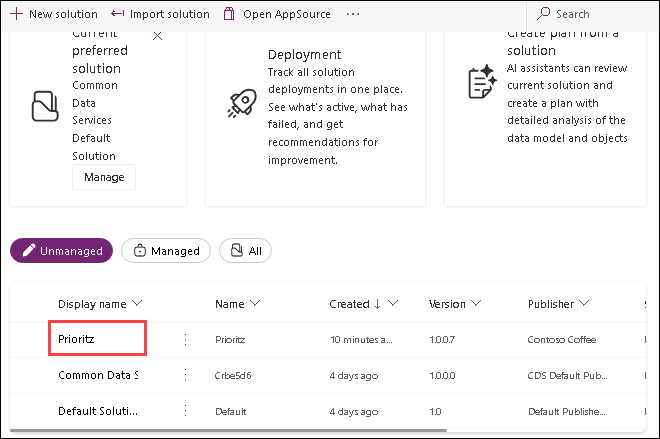 New solution Import solution Open AppSource ... Search
Current
preferred
solution
Common
Data
Services
Default
Solution
Manage
Deployment
Track all solution
deployments in one place.
See what's active, what has
failed, and get
recommendations for
improvement.
Create plan from a
solution
AI assistants can review
current solution and
create a plan with
detailed analysis of the
data model and objects
Unmanaged Managed All
Display name Name Created Version Publisher
Prioritz Prioritz 10 minutes a... 1.0.0.7 Contoso Coffee
Common Data S Crbe5d6 4 days ago 1.0.0.0 CDS Default Pub...
Default Soluti... Default 4 days ago 1.0 Default Publishe...